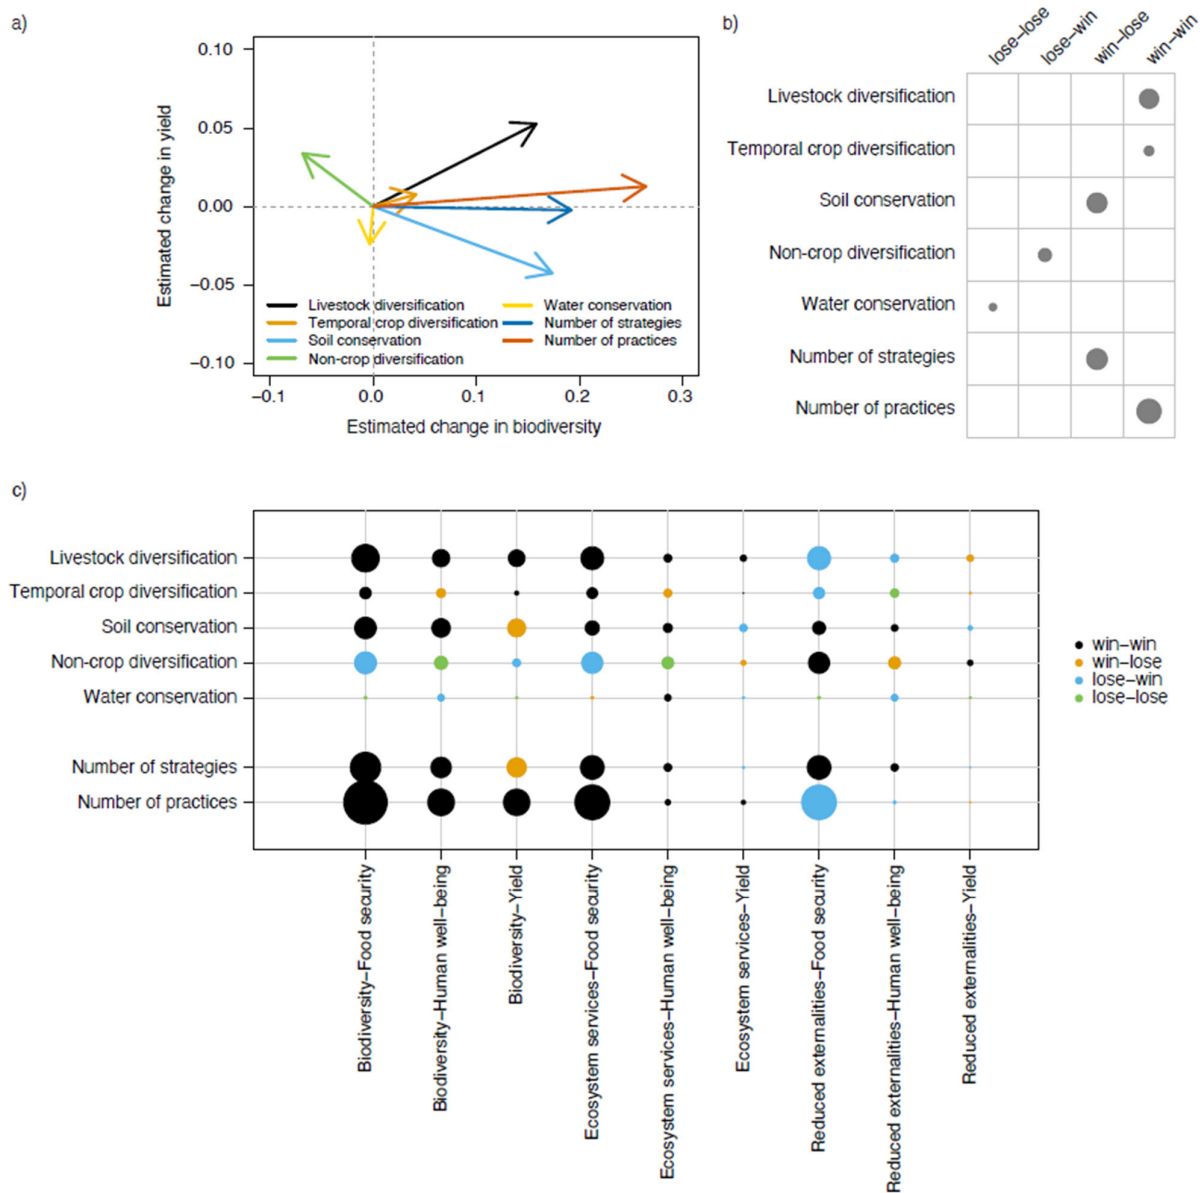 a)
0.10
0.05
0.00
−0.05
−0.10
Estimated change in yield
−0.1
0.0
0.1
0.2
0.3
Estimated change in biodiversity
Livestock diversification
Temporal crop diversification
Soil conservation
Non−crop diversification
Water conservation
Number of strategies
Number of practices
b)
lose−lose
lose−win
win−lose
win−win
Livestock diversification
Temporal crop diversification
Soil conservation
Non−crop diversification
Water conservation
Number of strategies
Number of practices
c)
Livestock diversification
Temporal crop diversification
Soil conservation
Non−crop diversification
Water conservation
Number of strategies
Number of practices
win−win
win−lose
lose−win
lose−lose
Biodiversity−Food security
Biodiversity−Human well−being
Biodiversity−Yield
Ecosystem services−Food security
Ecosystem services−Human well−being
Ecosystem services−Yield
Reduced externalities−Food security
Reduced externalities−Human well−being
Reduced externalities−Yield